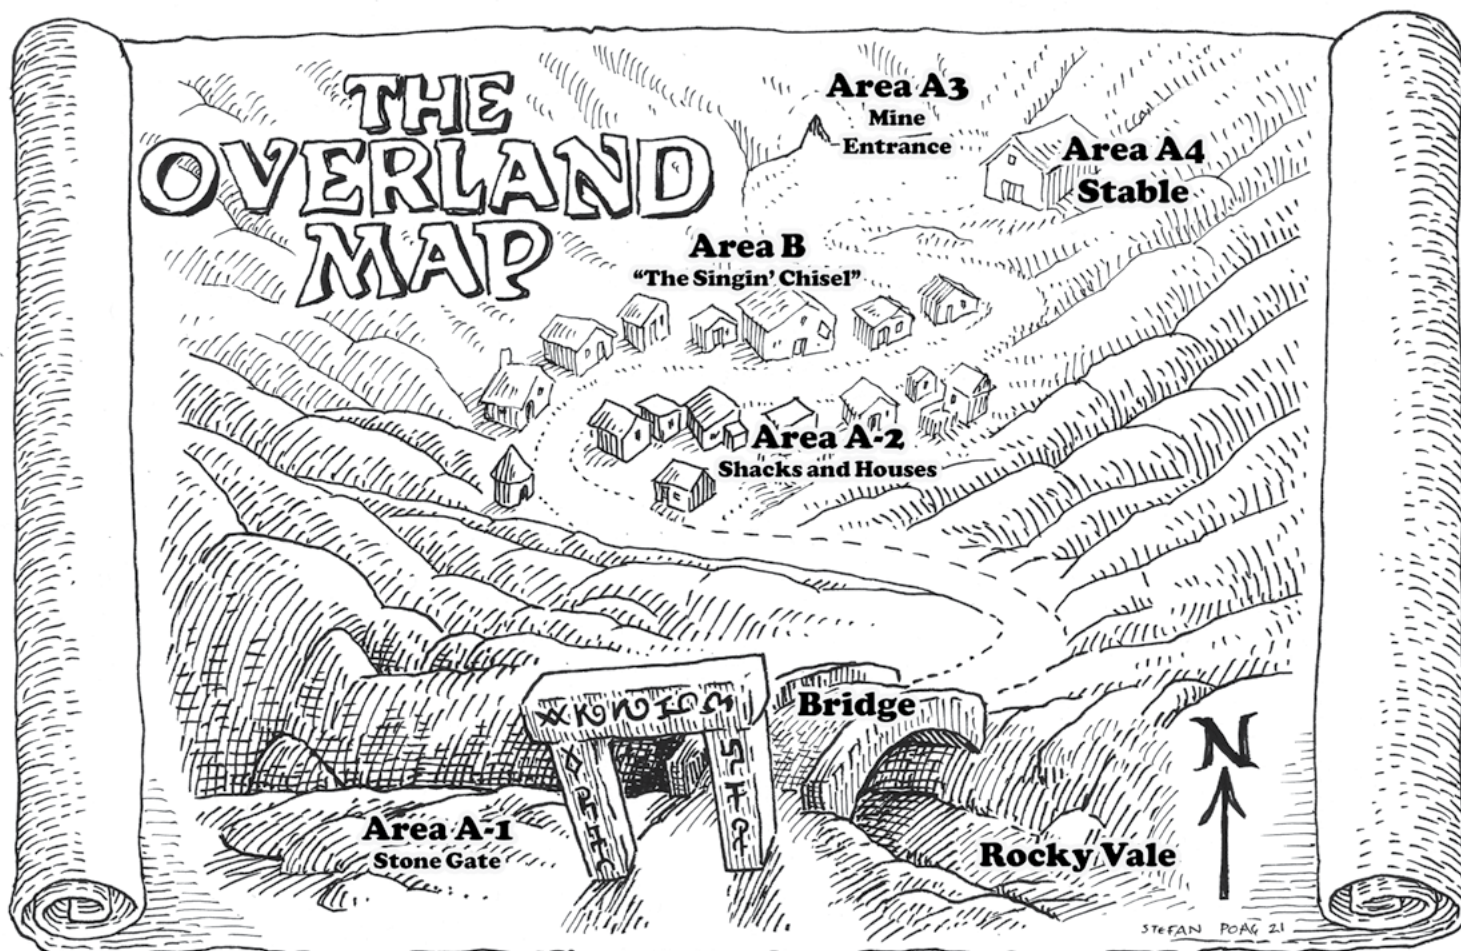 THE
OVERLAND
MAP
Area A3
Mine
Entrance
Area A4
Stable
Area B
“The Singin’ Chisel”
Area A-2
Shacks and Houses
Bridge
N
Area A-1
Stone Gate
Rocky Vale
STEFAN POAG 21